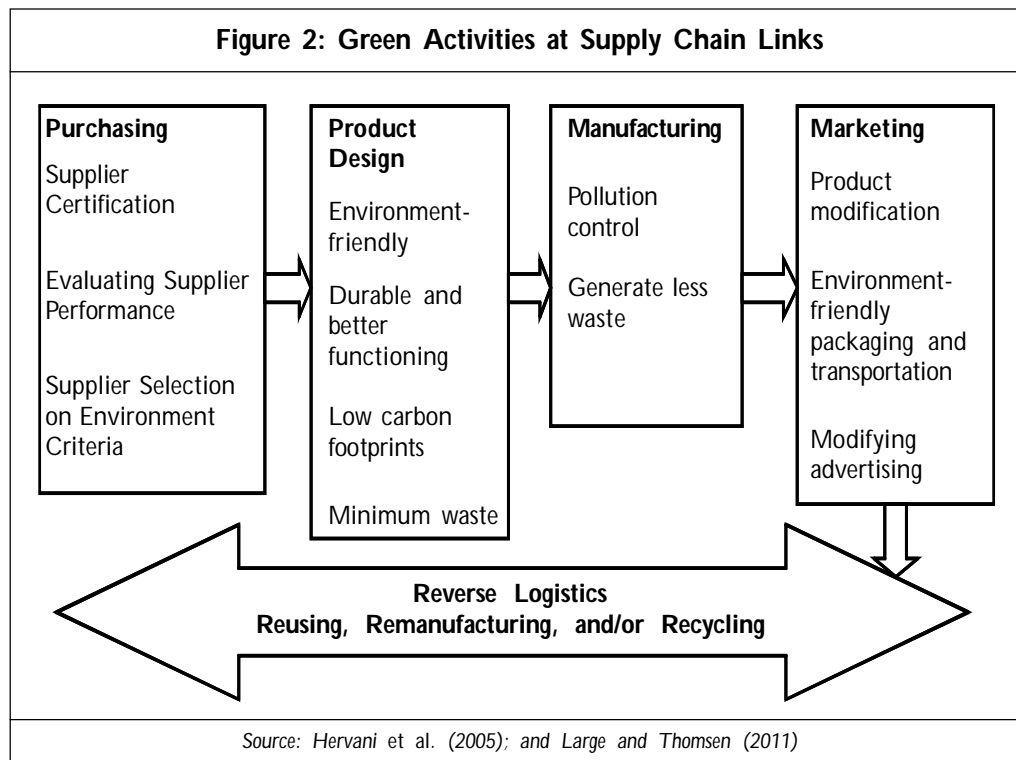 Figure 2: Green Activities at Supply Chain Links
Purchasing
Supplier
Certification
Evaluating Supplier
Performance
Supplier Selection
on Environment
Criteria
Product
Design
Environment-
friendly
Durable and
better
functioning
Low carbon
footprints
Minimum waste
Manufacturing
Pollution
control
Generate less
waste
Marketing
Product
modification
Environment-
friendly
packaging and
transportation
Modifying
advertising
Reverse Logistics
Reusing, Remanufacturing, and/or Recycling
Source: Hervani et al. (2005); and Large and Thomsen (2011)